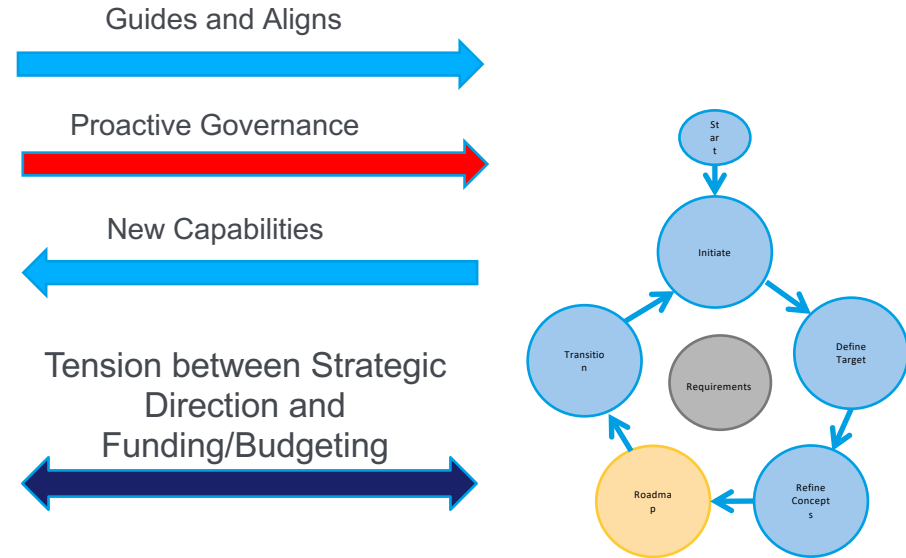 Guides and Aligns
Proactive Governance
New Capabilities
Tension between Strategic
Direction and
Funding/Budgeting
St
ar
t
Initiate
Define
Target
Refine
Concept
s
Roadma
p
Transitio
n
Requirements